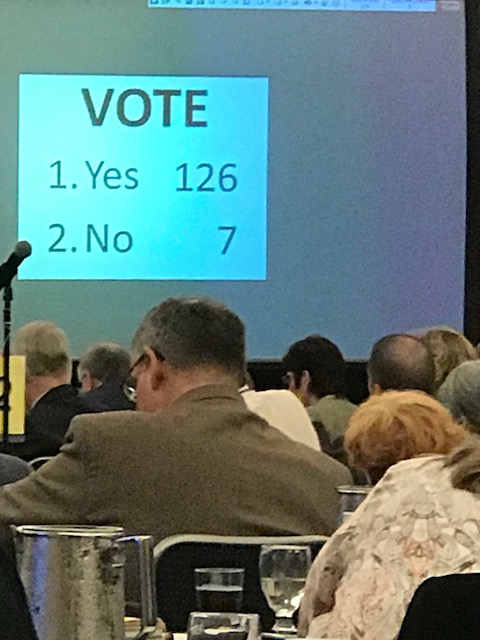 VOTE
1. Yes 126
2. No 7